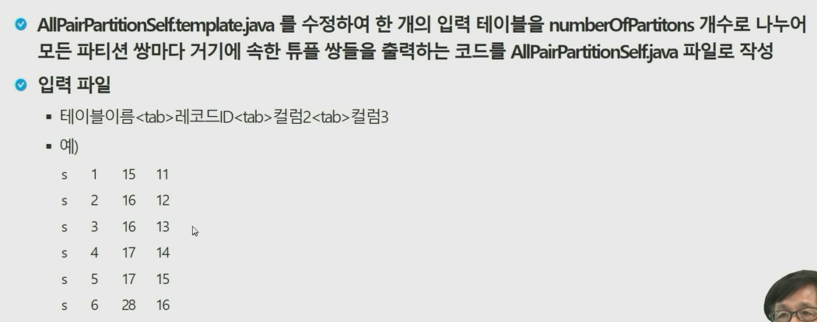 AllPairPartitionSelf.template.java 를 수정하여 한 개의 입력 테이블을 numberOfPartitons 개수로 나누어
모든 파티션 쌍마다 거기에 속한 튜플 쌍들을 출력하는 코드를 AllPairPartitionSelf.java 파일로 작성
입력 파일
테이블이름<tab>레코드ID<tab>컬럼2<tab>컬럼3
예)
s 1 15 11
s 2 16 12
s 3 16 13
s 4 17 14
s 5 17 15
s 6 28 16